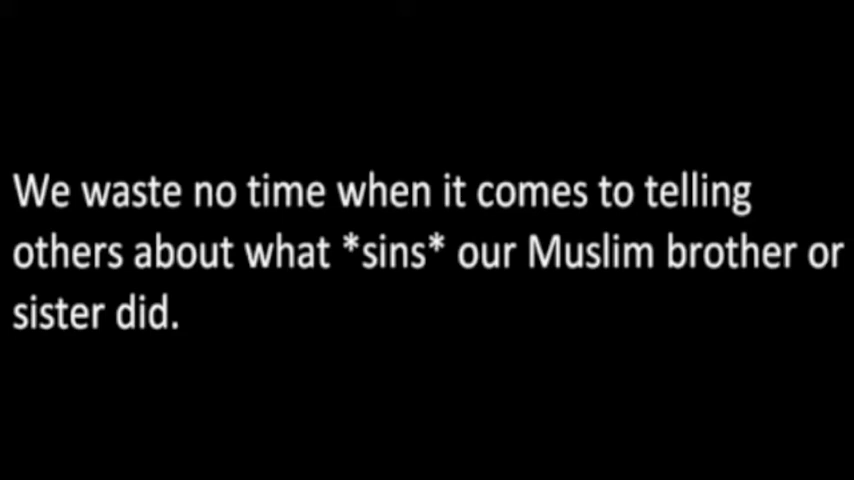 We waste no time when it comes to telling
others about what *sins* our Muslim brother or
sister did.